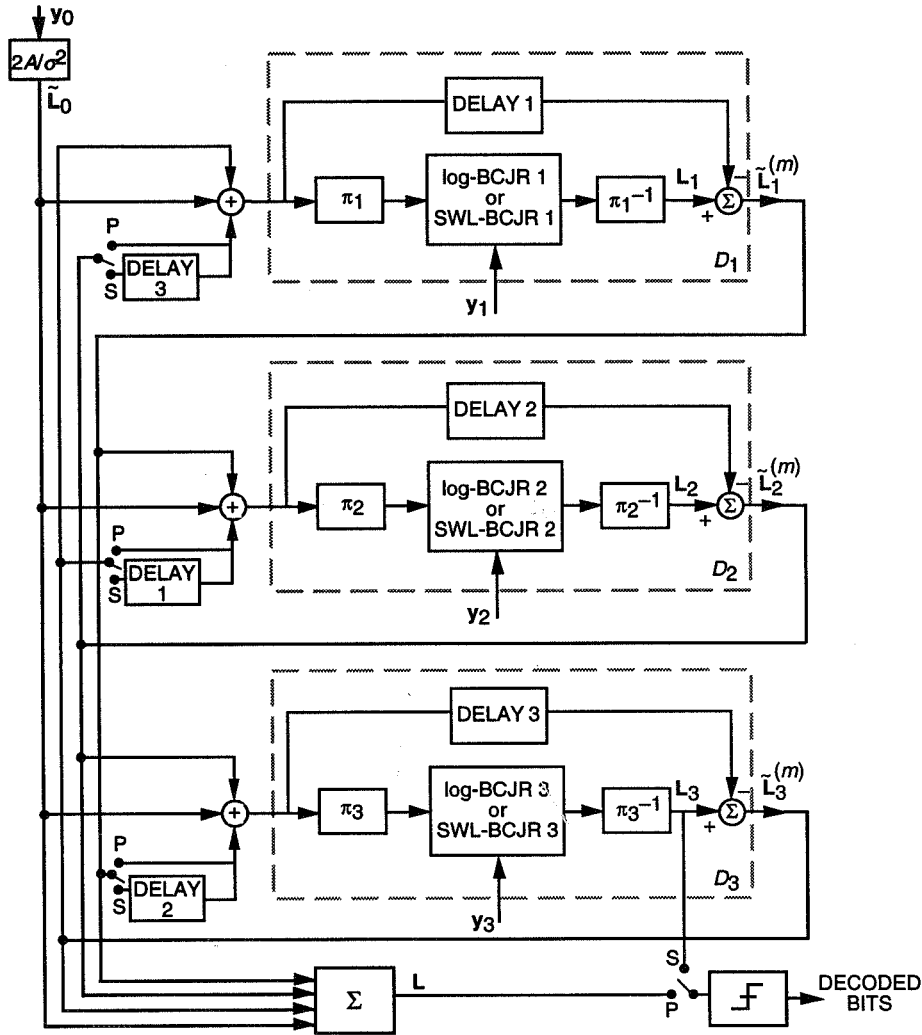 y₀
2A/σ²
L̃₀
DELAY 1
π₁
log-BCJR 1
or
SWL-BCJR 1
π₁⁻¹
L₁
+
−
Σ
L̃₁⁽ᵐ⁾
+
P
S
DELAY
3
y₁
D₁
DELAY 2
π₂
log-BCJR 2
or
SWL-BCJR 2
π₂⁻¹
L₂
+
−
Σ
L̃₂⁽ᵐ⁾
+
P
S
DELAY
1
y₂
D₂
DELAY 3
π₃
log-BCJR 3
or
SWL-BCJR 3
π₃⁻¹
L₃
+
−
Σ
L̃₃⁽ᵐ⁾
+
P
S
DELAY
2
y₃
D₃
Σ
L
S
P
DECODED
BITS